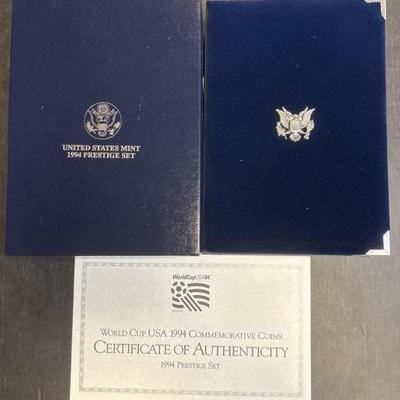 UNITED STATES MINT
1994 PRESTIGE SET
WorldCupUSA94
WORLD CUP USA 1994 COMMEMORATIVE COINS
CERTIFICATE OF AUTHENTICITY
1994 PRESTIGE SET